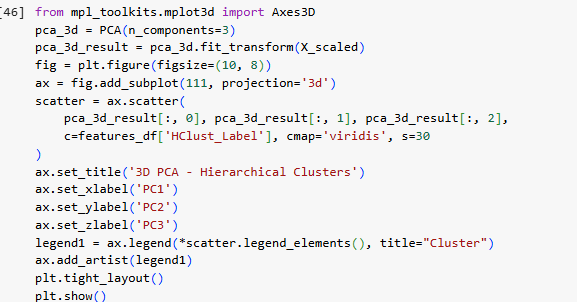 [46] from mpl_toolkits.mplot3d import Axes3D
pca_3d = PCA(n_components=3)
pca_3d_result = pca_3d.fit_transform(X_scaled)
fig = plt.figure(figsize=(10, 8))
ax = fig.add_subplot(111, projection='3d')
scatter = ax.scatter(
    pca_3d_result[:, 0], pca_3d_result[:, 1], pca_3d_result[:, 2],
    c=features_df['HClust_Label'], cmap='viridis', s=30
)
ax.set_title('3D PCA - Hierarchical Clusters')
ax.set_xlabel('PC1')
ax.set_ylabel('PC2')
ax.set_zlabel('PC3')
legend1 = ax.legend(*scatter.legend_elements(), title="Cluster")
ax.add_artist(legend1)
plt.tight_layout()
plt.show()